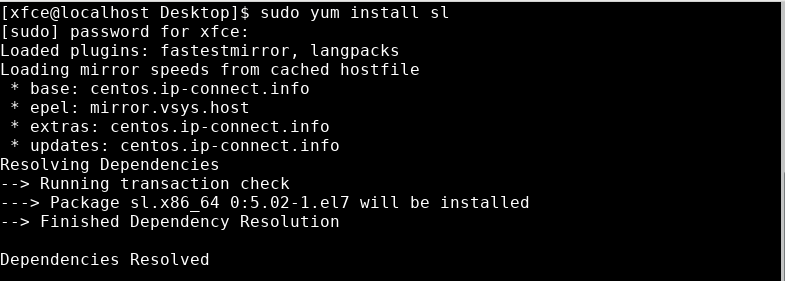 [xfce@localhost Desktop]$ sudo yum install sl
[sudo] password for xfce:
Loaded plugins: fastestmirror, langpacks
Loading mirror speeds from cached hostfile
 * base: centos.ip-connect.info
 * epel: mirror.vsys.host
 * extras: centos.ip-connect.info
 * updates: centos.ip-connect.info
Resolving Dependencies
--> Running transaction check
---> Package sl.x86_64 0:5.02-1.el7 will be installed
--> Finished Dependency Resolution
Dependencies Resolved